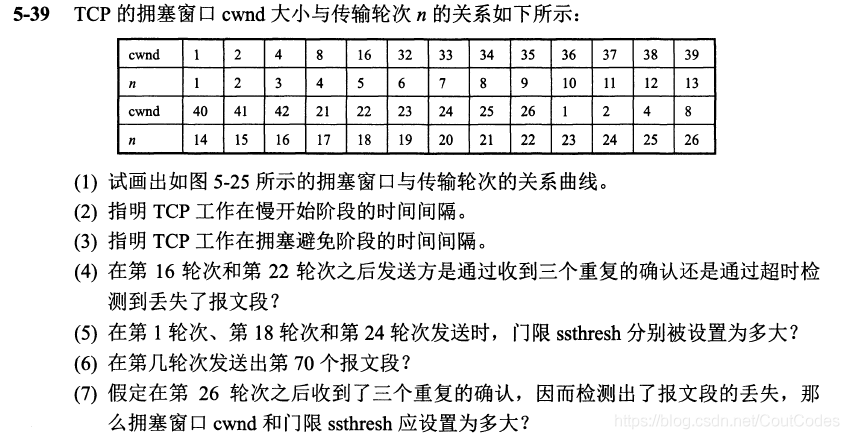 5-39 TCP 的拥塞窗口 cwnd 大小与传输轮次 n 的关系如下所示：
cwnd 1 2 4 8 16 32 33 34 35 36 37 38 39
n 1 2 3 4 5 6 7 8 9 10 11 12 13
cwnd 40 41 42 21 22 23 24 25 26 1 2 4 8
n 14 15 16 17 18 19 20 21 22 23 24 25 26
(1) 试画出如图 5-25 所示的拥塞窗口与传输轮次的关系曲线。
(2) 指明 TCP 工作在慢开始阶段的时间间隔。
(3) 指明 TCP 工作在拥塞避免阶段的时间间隔。
(4) 在第 16 轮次和第 22 轮次之后发送方是通过收到三个重复的确认还是通过超时检
测到丢失了报文段？
(5) 在第 1 轮次、第 18 轮次和第 24 轮次发送时，门限 ssthresh 分别被设置为多大？
(6) 在第几轮次发送出第 70 个报文段？
(7) 假定在第 26 轮次之后收到了三个重复的确认，因而检测出了报文段的丢失，那
么拥塞窗口 cwnd 和门限 ssthresh 应设置为多大？
https://blog.csdn.net/CoutCodes